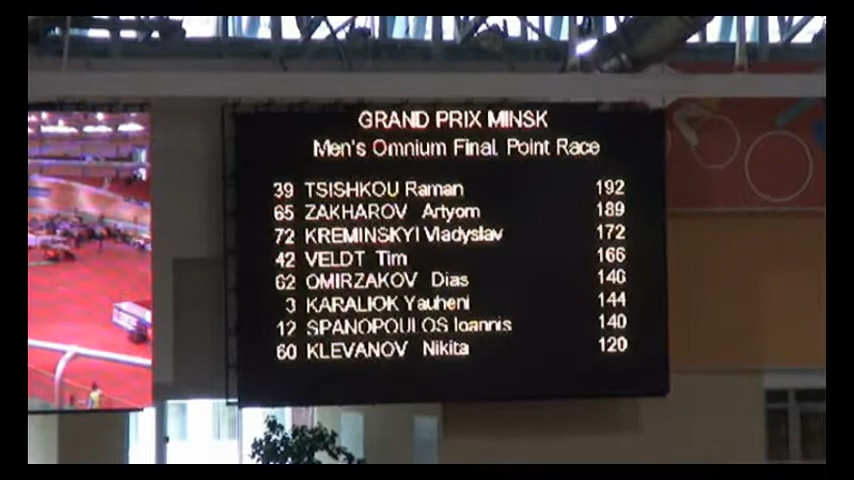 GRAND PRIX MINSK
Men's Omnium Final, Point Race
39 TSISHKOU Raman 192
65 ZAKHAROV Artyom 189
72 KREMINSKYI Vladyslav 172
42 VELDT Tim 166
62 OMIRZAKOV Dias 146
3 KARALIOK Yauheni 144
12 SPANOPOULOS Ioannis 140
60 KLEVANOV Nikita 120